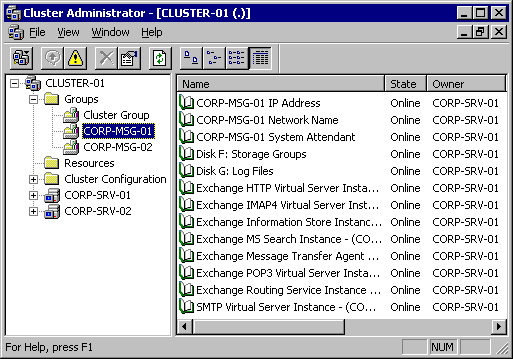 Cluster Administrator - [CLUSTER-01 (.)]
File View Window Help
CLUSTER-01
Groups
Cluster Group
CORP-MSG-01
CORP-MSG-02
Resources
Cluster Configuration
CORP-SRV-01
CORP-SRV-02
Name State Owner
CORP-MSG-01 IP Address Online CORP-SRV-01
CORP-MSG-01 Network Name Online CORP-SRV-01
CORP-MSG-01 System Attendant Online CORP-SRV-01
Disk F: Storage Groups Online CORP-SRV-01
Disk G: Log Files Online CORP-SRV-01
Exchange HTTP Virtual Server Insta... Online CORP-SRV-01
Exchange IMAP4 Virtual Server Inst... Online CORP-SRV-01
Exchange Information Store Instanc... Online CORP-SRV-01
Exchange MS Search Instance - (CO... Online CORP-SRV-01
Exchange Message Transfer Agent ... Online CORP-SRV-01
Exchange POP3 Virtual Server Insta... Online CORP-SRV-01
Exchange Routing Service Instance ... Online CORP-SRV-01
SMTP Virtual Server Instance - (CO... Online CORP-SRV-01
For Help, press F1
NUM